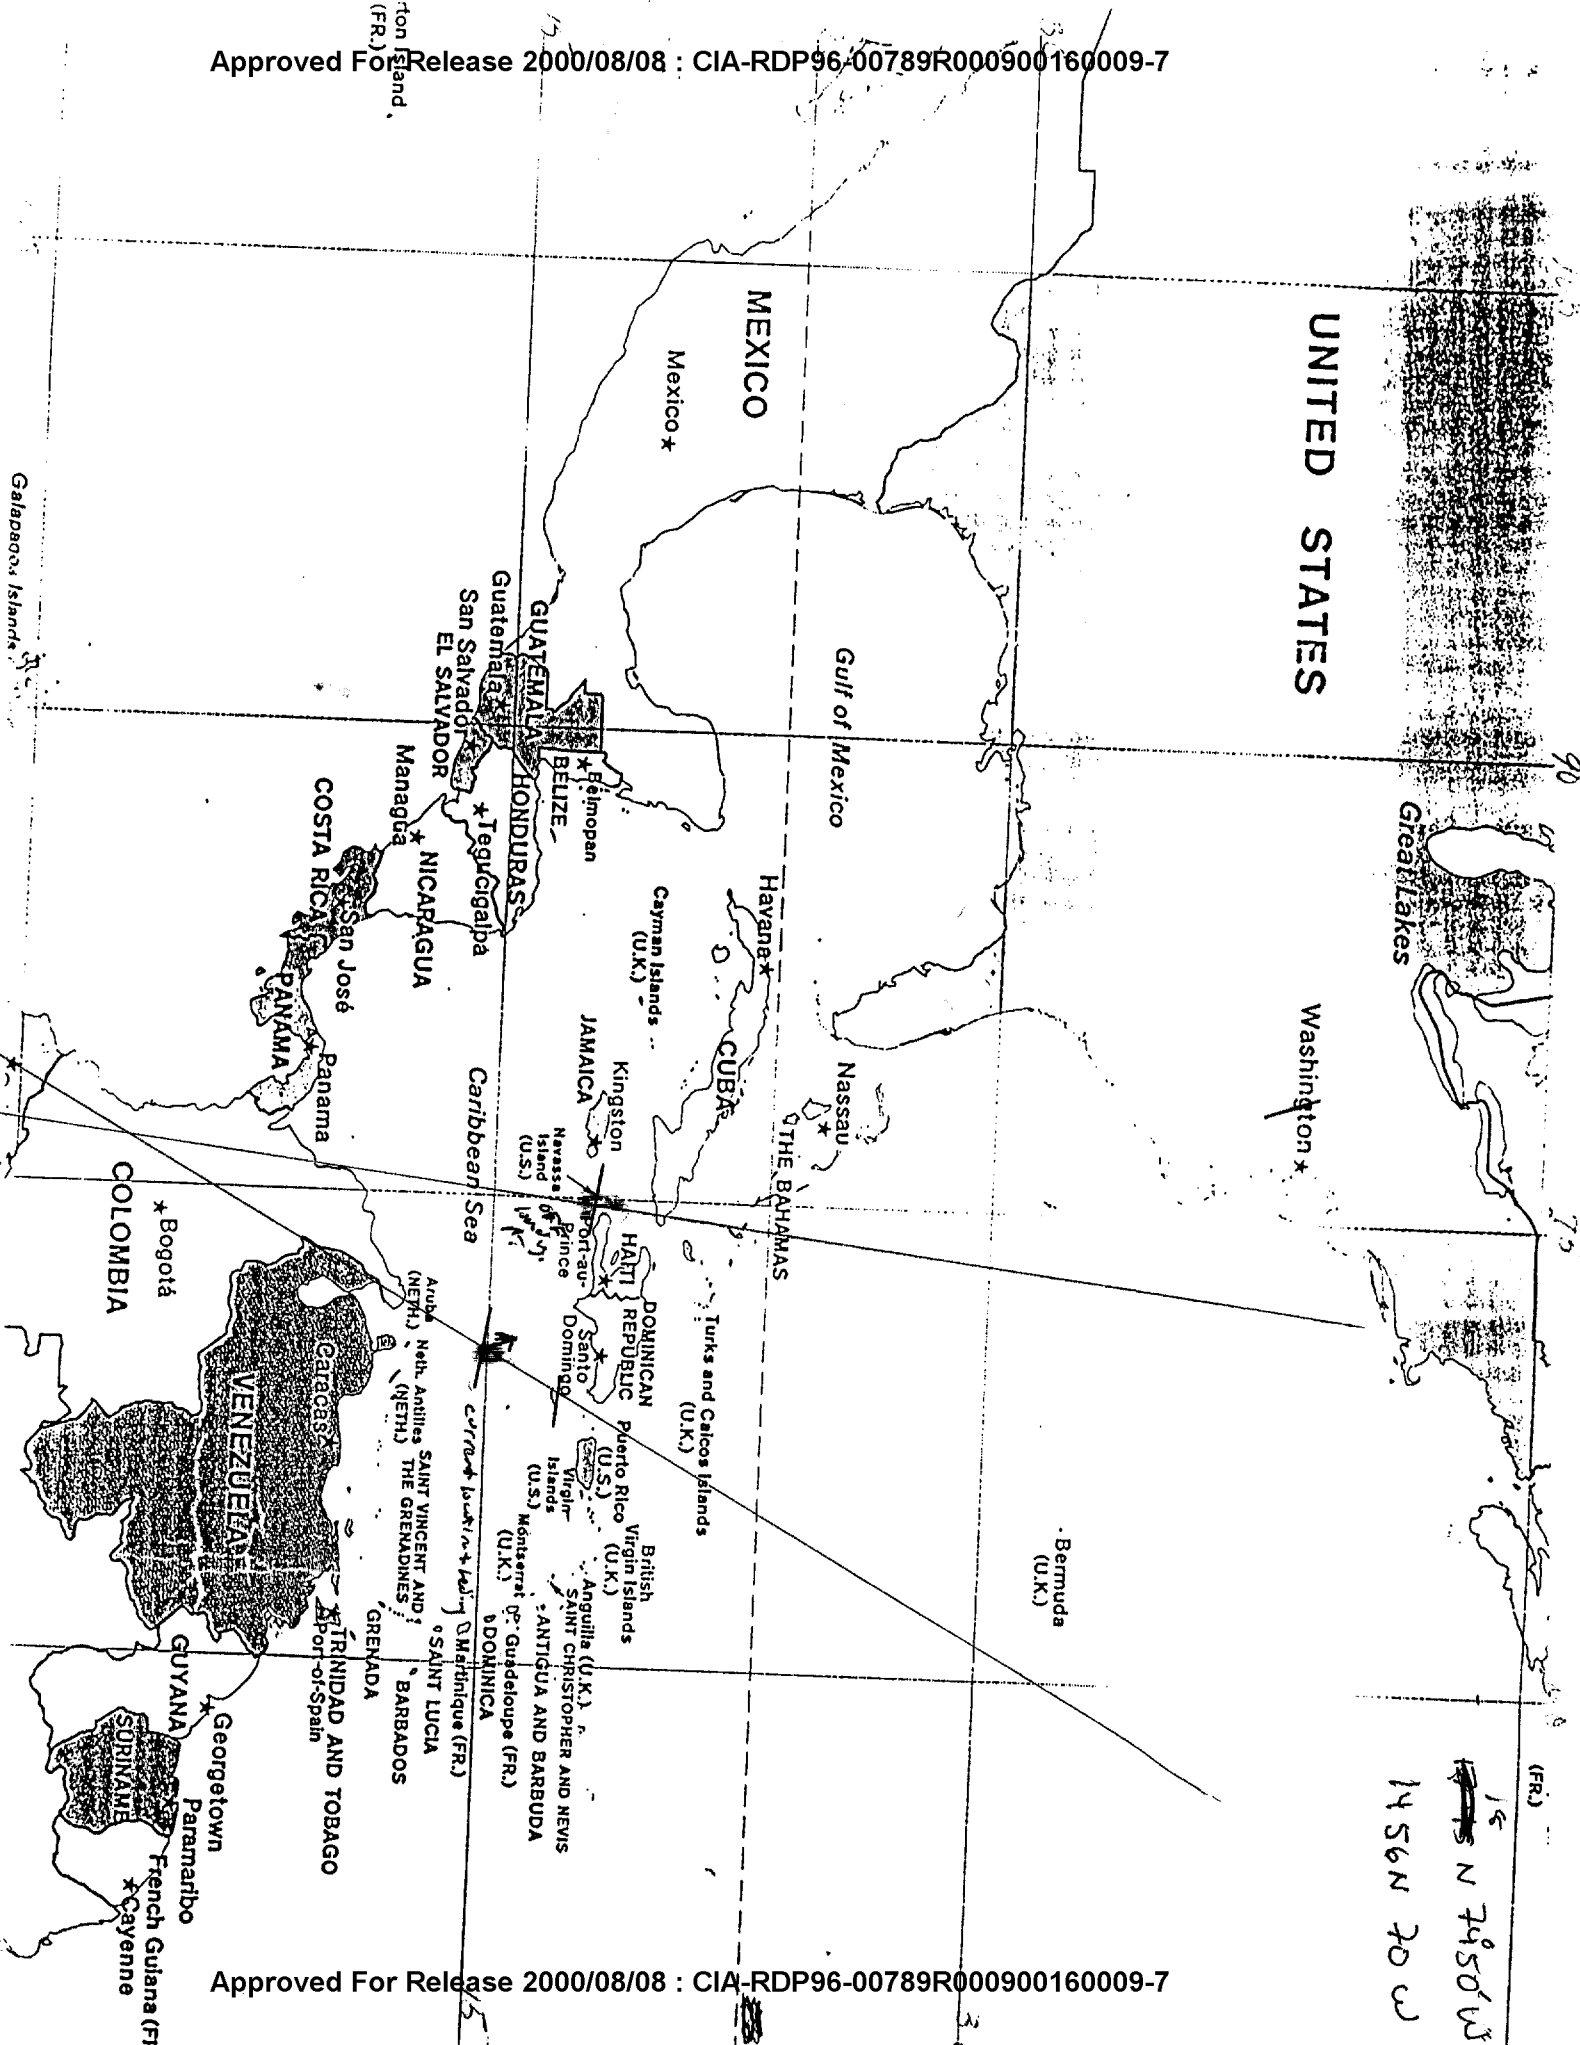 Approved For Release 2000/08/08 : CIA-RDP96-00789R000900160009-7
ton Island
(FR.)
UNITED STATES
90
75
Great Lakes
Washington
MEXICO
Mexico
Gulf of Mexico
Bermuda
(U.K.)
Havana
Nassau
THE BAHAMAS
CUBA
Cayman Islands
(U.K.)
Turks and Caicos Islands
(U.K.)
JAMAICA
Kingston
Navassa
Island
(U.S.)
HAITI
Port-au-
Prince
DOMINICAN
REPUBLIC
Santo
Domingo
Puerto Rico
(U.S.)
Virgin
Islands
(U.S.)
British
Virgin Islands
(U.K.)
Anguilla (U.K.)
SAINT CHRISTOPHER AND NEVIS
ANTIGUA AND BARBUDA
Montserrat
(U.K.)
Guadeloupe (FR.)
DOMINICA
Martinique (FR.)
SAINT LUCIA
BARBADOS
SAINT VINCENT AND
THE GRENADINES
GRENADA
Aruba
(NETH.)
Neth. Antilles
(NETH.)
Caribbean Sea
GUATEMALA
Guatemala
San Salvador
EL SALVADOR
BELIZE
Belmopan
HONDURAS
Tegucigalpa
NICARAGUA
Managua
COSTA RICA
San José
PANAMA
Panama
Galapagos Islands
COLOMBIA
Bogotá
VENEZUELA
Caracas
TRINIDAD AND TOBAGO
Port-of-Spain
GUYANA
Georgetown
SURINAME
Paramaribo
French Guiana (F
Cayenne
(FR.)
18 N 74°50'W
14 56N 70 W
15
Approved For Release 2000/08/08 : CIA-RDP96-00789R000900160009-7